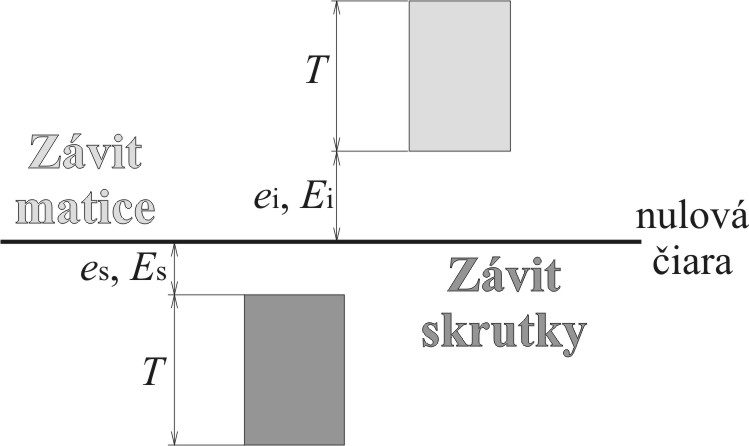 T
Závit
matice
ei, Ei
nulová
čiara
es, Es
Závit
skrutky
T